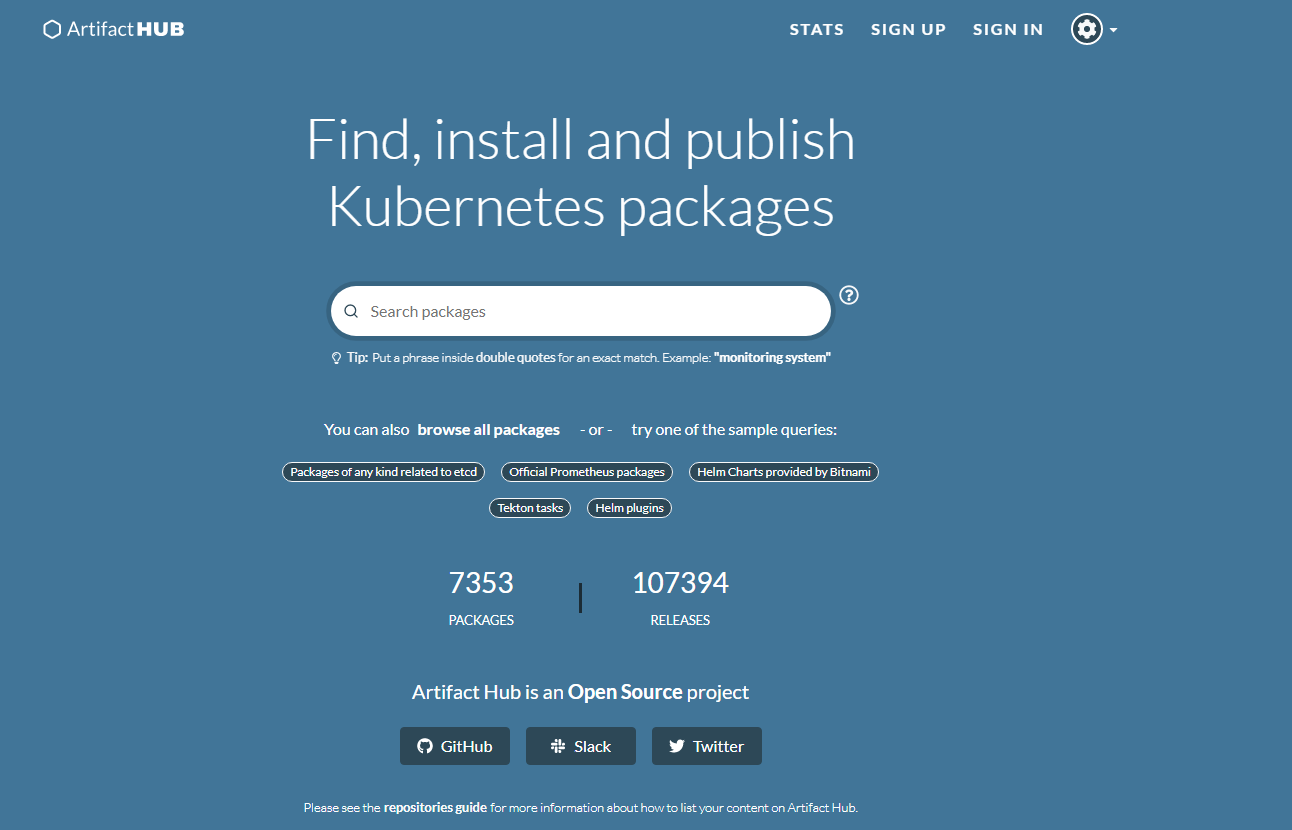 ArtifactHUB
STATS SIGN UP SIGN IN
Find, install and publish
Kubernetes packages
Search packages
Tip: Put a phrase inside double quotes for an exact match. Example: "monitoring system"
You can also browse all packages - or - try one of the sample queries:
Packages of any kind related to etcd Official Prometheus packages Helm Charts provided by Bitnami
Tekton tasks Helm plugins
7353 107394
PACKAGES RELEASES
Artifact Hub is an Open Source project
GitHub Slack Twitter
Please see the repositories guide for more information about how to list your content on Artifact Hub.